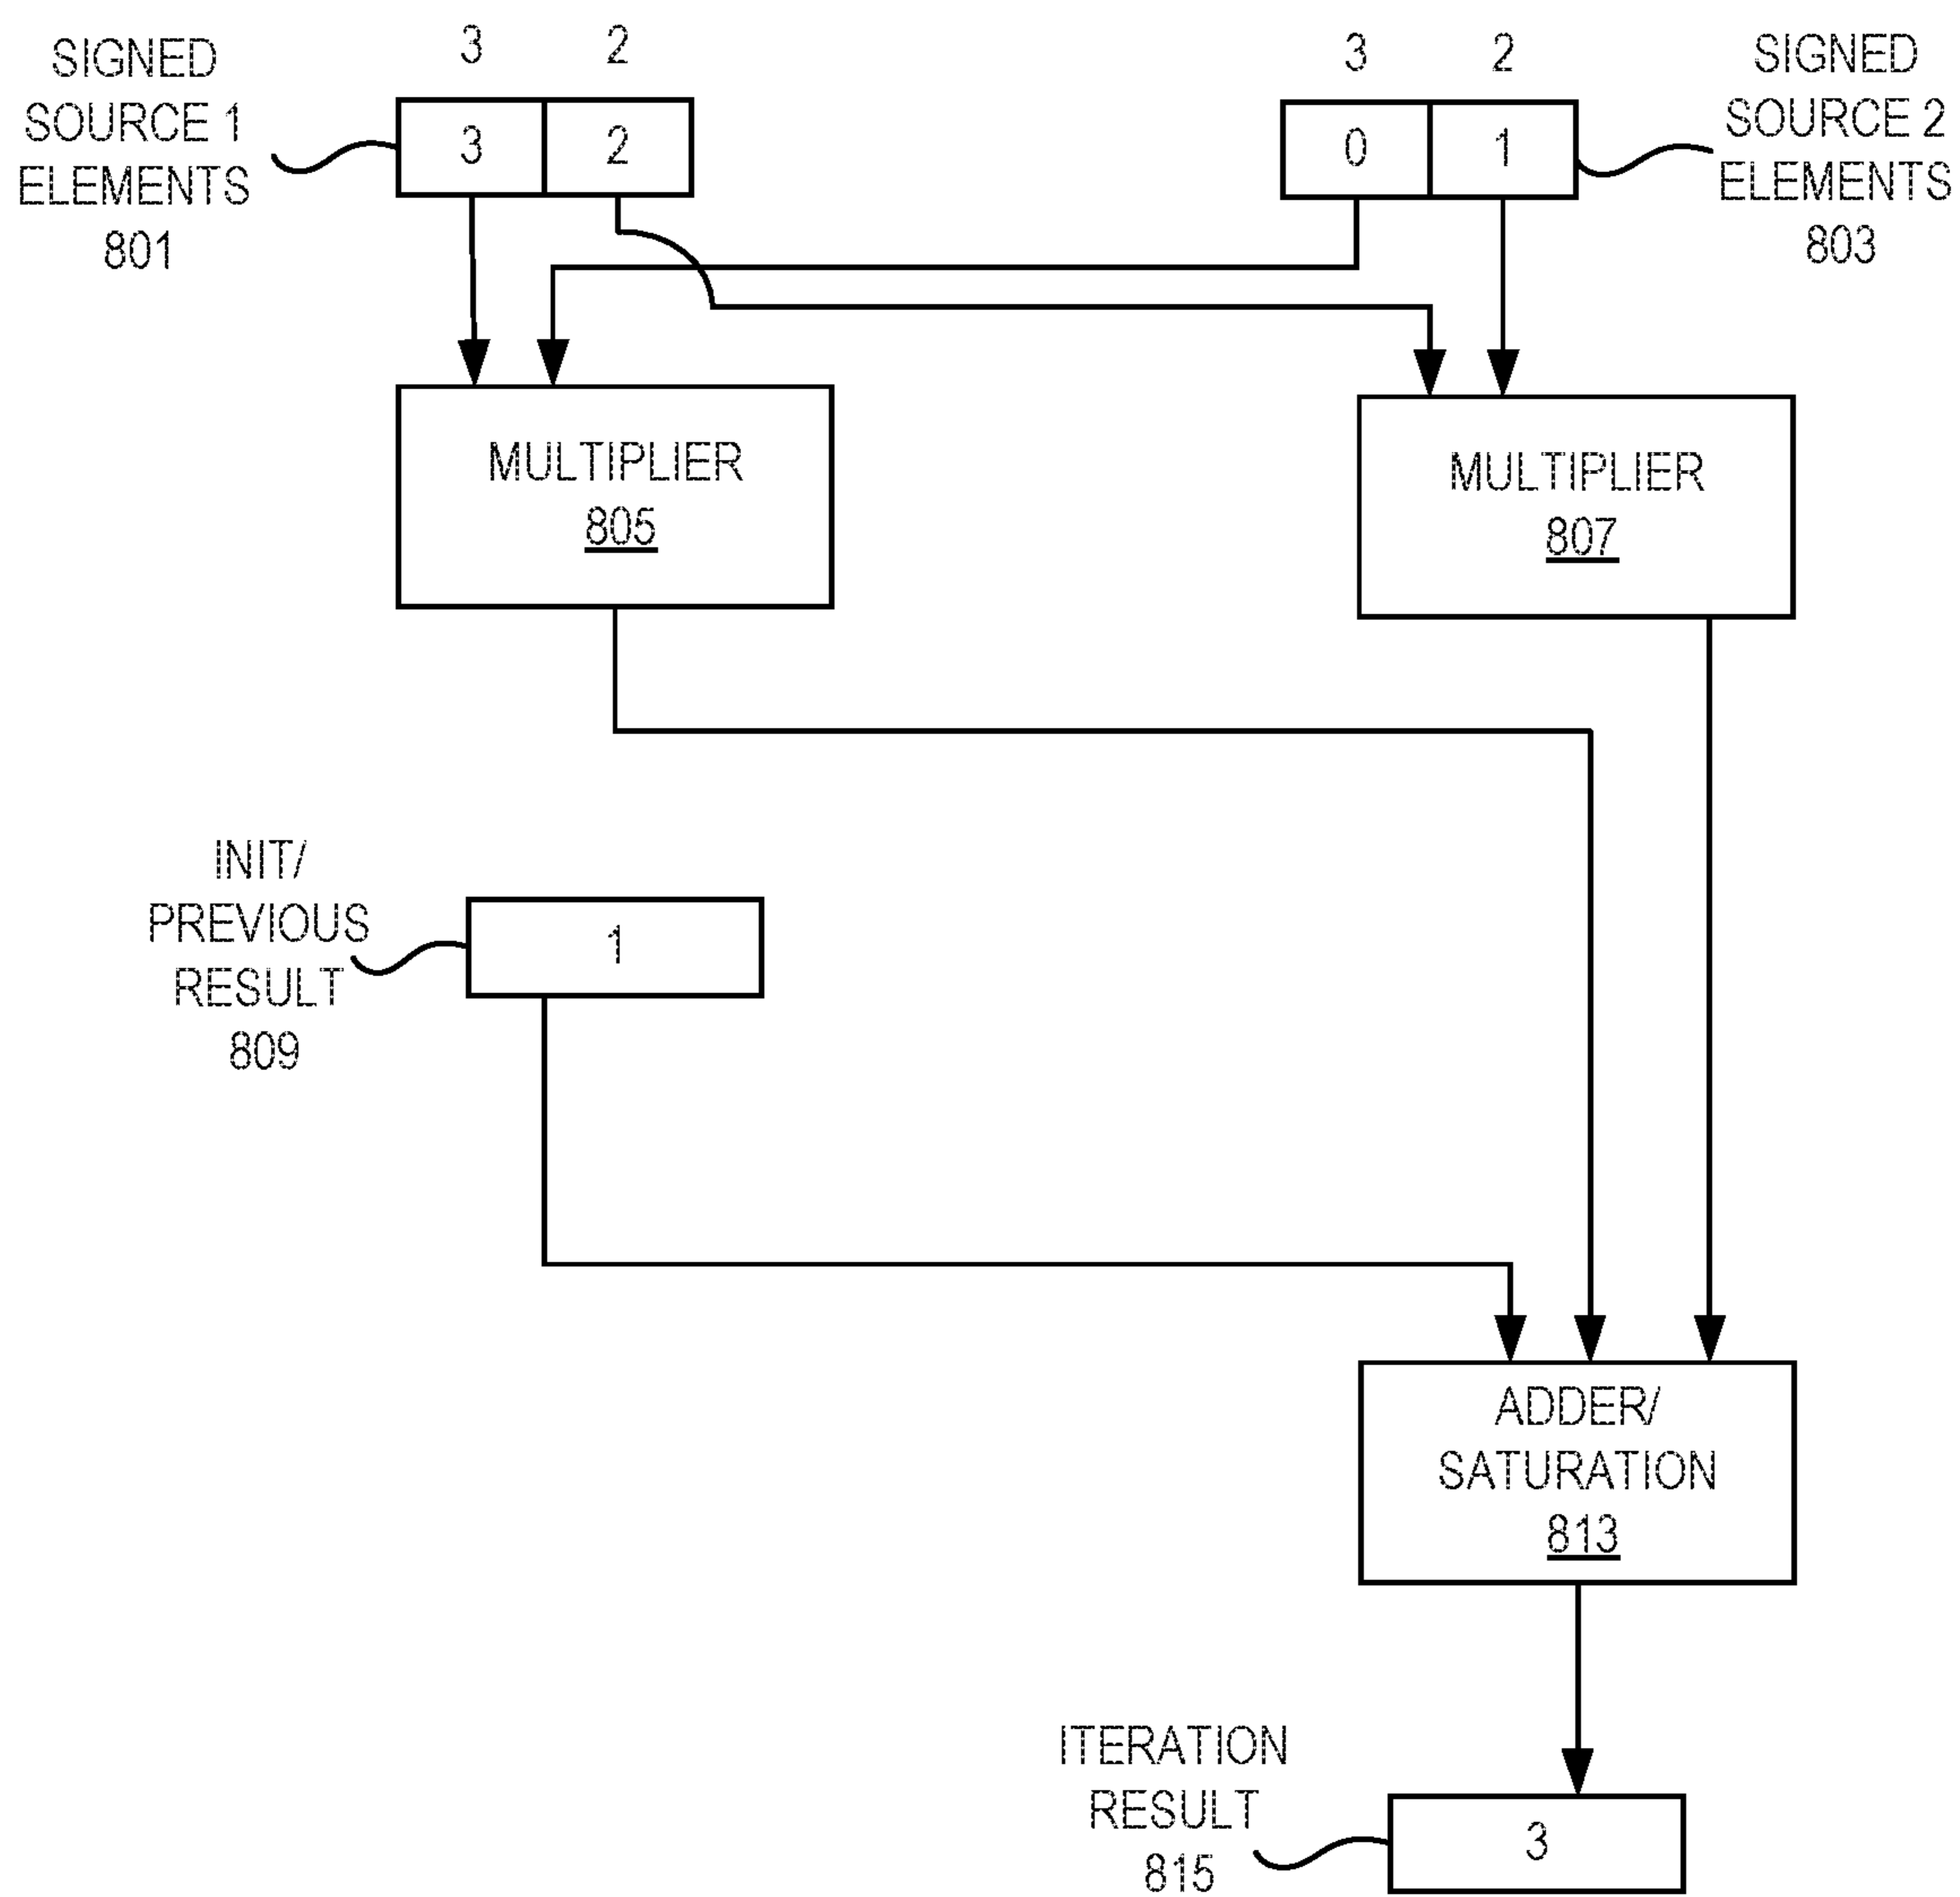 SIGNED
SOURCE 1
ELEMENTS
801
3 2
3 2
3 2
0 1
SIGNED
SOURCE 2
ELEMENTS
803
MULTIPLIER
805
MULTIPLIER
807
INIT/
PREVIOUS
RESULT
809
1
ADDER/
SATURATION
813
ITERATION
RESULT
815
3